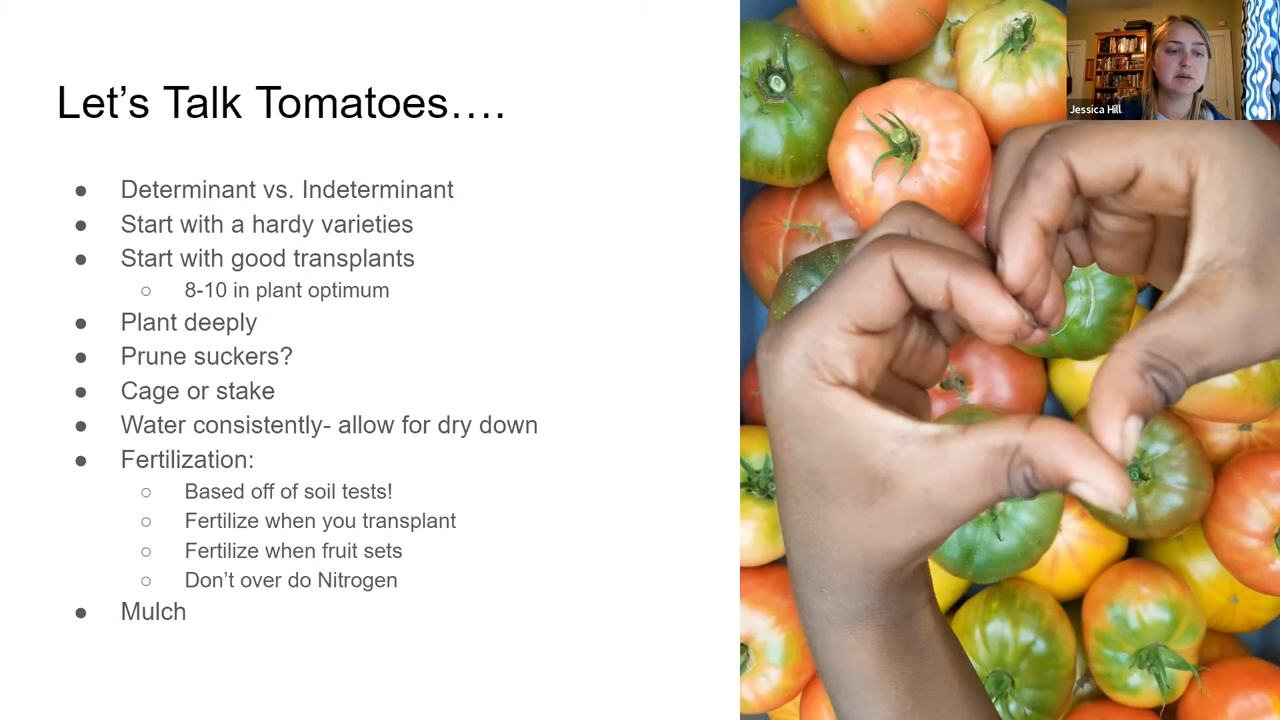 Let’s Talk Tomatoes….
Jessica Hill
● Determinant vs. Indeterminant
● Start with a hardy varieties
● Start with good transplants
○ 8-10 in plant optimum
● Plant deeply
● Prune suckers?
● Cage or stake
● Water consistently- allow for dry down
● Fertilization:
○ Based off of soil tests!
○ Fertilize when you transplant
○ Fertilize when fruit sets
○ Don’t over do Nitrogen
● Mulch